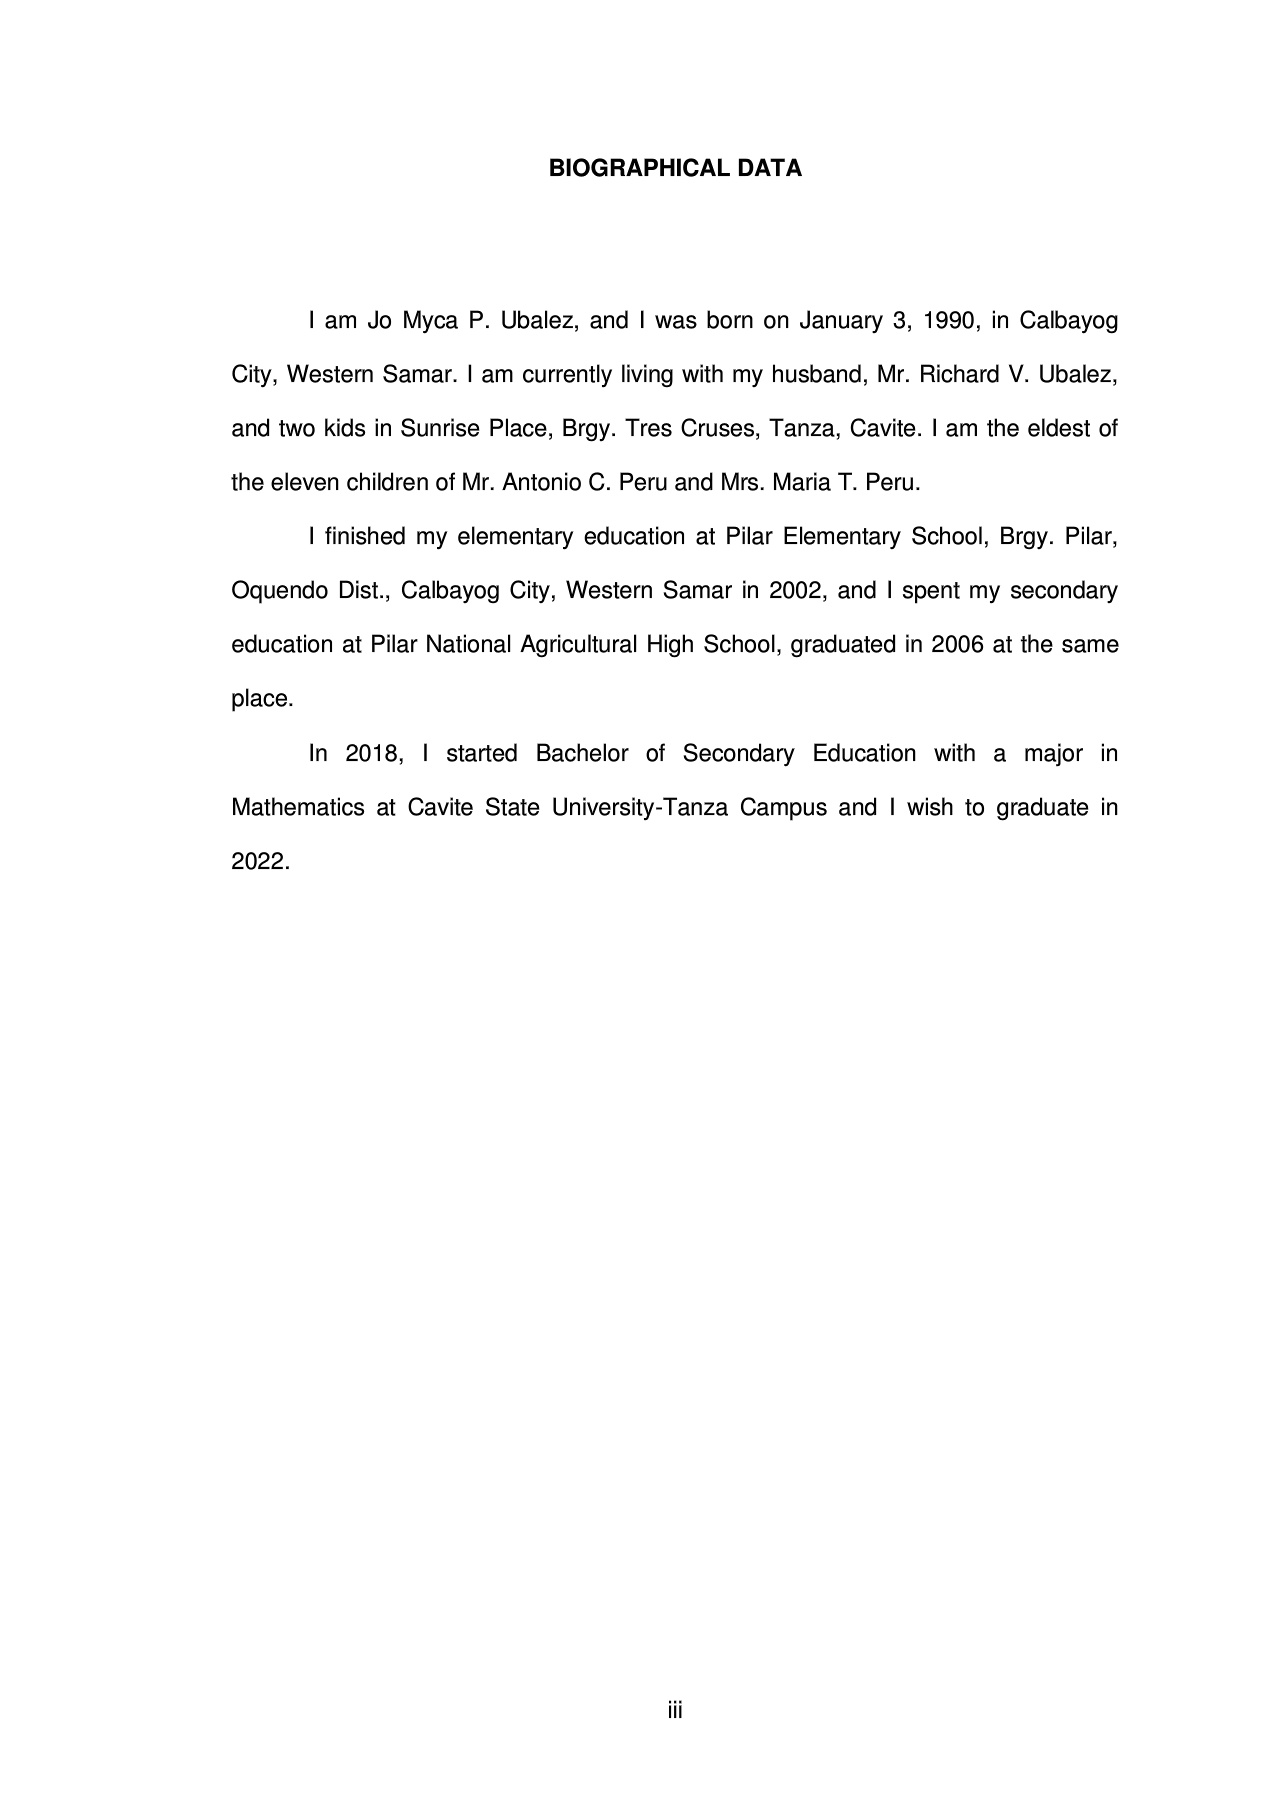 BIOGRAPHICAL DATA
I am Jo Myca P. Ubalez, and I was born on January 3, 1990, in Calbayog
City, Western Samar. I am currently living with my husband, Mr. Richard V. Ubalez,
and two kids in Sunrise Place, Brgy. Tres Cruses, Tanza, Cavite. I am the eldest of
the eleven children of Mr. Antonio C. Peru and Mrs. Maria T. Peru.
I finished my elementary education at Pilar Elementary School, Brgy. Pilar,
Oquendo Dist., Calbayog City, Western Samar in 2002, and I spent my secondary
education at Pilar National Agricultural High School, graduated in 2006 at the same
place.
In 2018, I started Bachelor of Secondary Education with a major in
Mathematics at Cavite State University-Tanza Campus and I wish to graduate in
2022.
iii